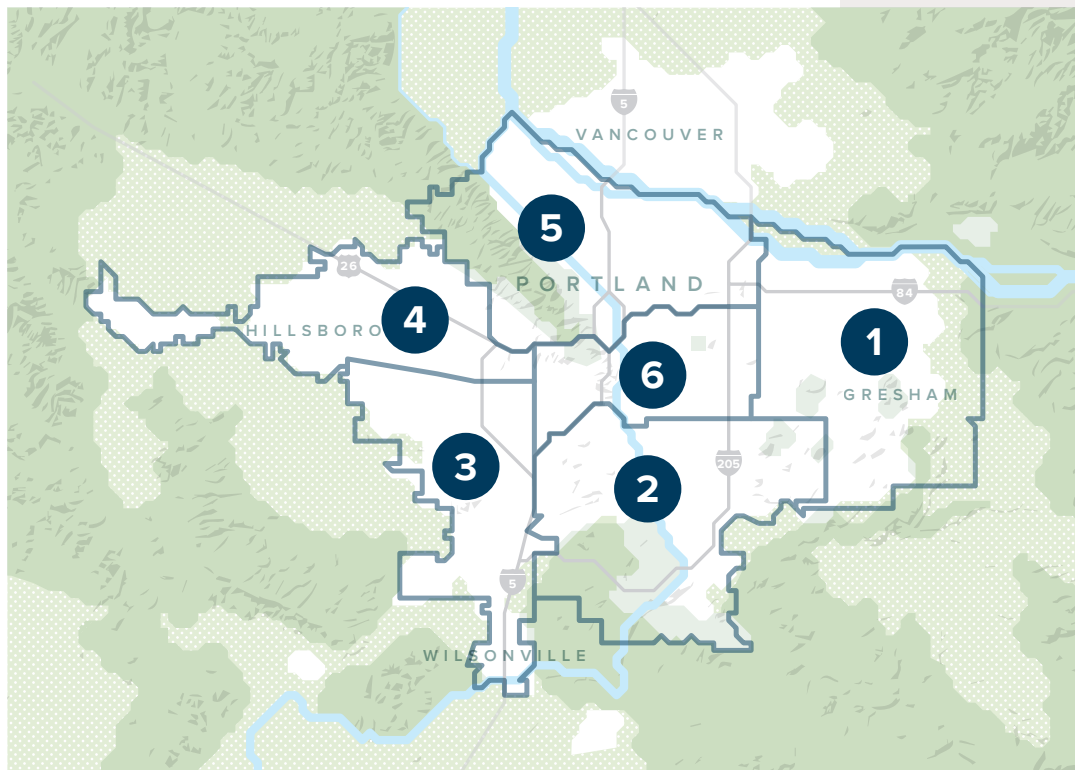 5
VANCOUVER
5
26
PORTLAND
84
HILLSBORO
4
1
6
GRESHAM
3
205
2
5
WILSONVILLE